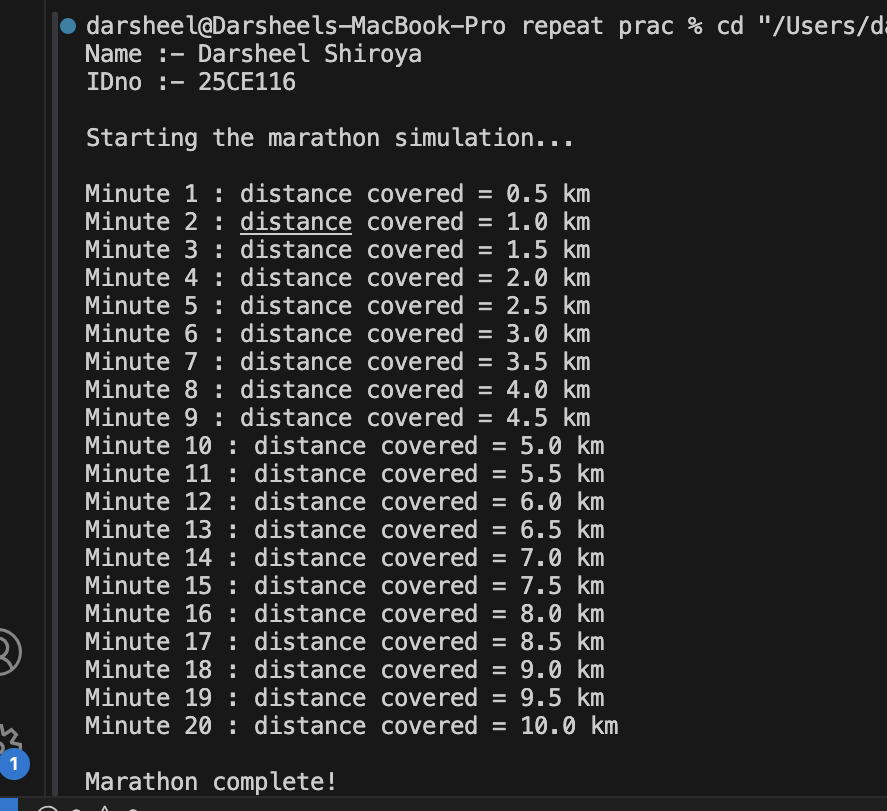 darsheel@Darsheels-MacBook-Pro repeat prac % cd "/Users/da
Name :- Darsheel Shiroya
IDno :- 25CE116
Starting the marathon simulation...
Minute 1 : distance covered = 0.5 km
Minute 2 : distance covered = 1.0 km
Minute 3 : distance covered = 1.5 km
Minute 4 : distance covered = 2.0 km
Minute 5 : distance covered = 2.5 km
Minute 6 : distance covered = 3.0 km
Minute 7 : distance covered = 3.5 km
Minute 8 : distance covered = 4.0 km
Minute 9 : distance covered = 4.5 km
Minute 10 : distance covered = 5.0 km
Minute 11 : distance covered = 5.5 km
Minute 12 : distance covered = 6.0 km
Minute 13 : distance covered = 6.5 km
Minute 14 : distance covered = 7.0 km
Minute 15 : distance covered = 7.5 km
Minute 16 : distance covered = 8.0 km
Minute 17 : distance covered = 8.5 km
Minute 18 : distance covered = 9.0 km
Minute 19 : distance covered = 9.5 km
Minute 20 : distance covered = 10.0 km
1
Marathon complete!